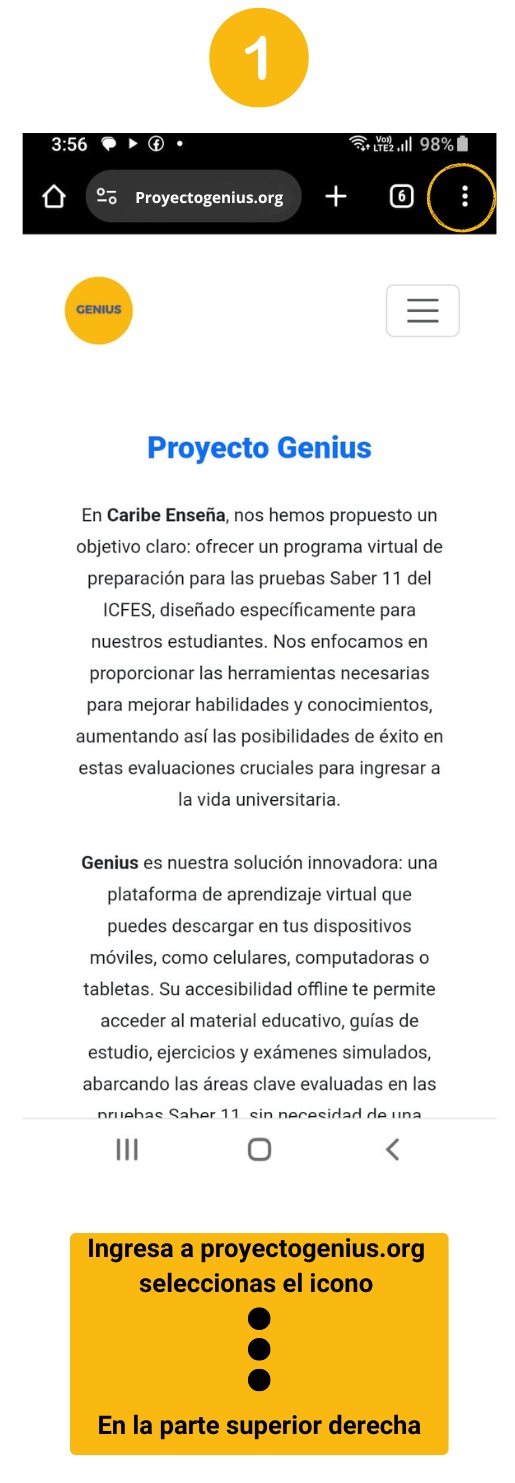 1
3:56
Vo)) LTE2 98%
Proyectogenius.org
6
GENIUS
Proyecto Genius
En Caribe Enseña, nos hemos propuesto un
objetivo claro: ofrecer un programa virtual de
preparación para las pruebas Saber 11 del
ICFES, diseñado específicamente para
nuestros estudiantes. Nos enfocamos en
proporcionar las herramientas necesarias
para mejorar habilidades y conocimientos,
aumentando así las posibilidades de éxito en
estas evaluaciones cruciales para ingresar a
la vida universitaria.
Genius es nuestra solución innovadora: una
plataforma de aprendizaje virtual que
puedes descargar en tus dispositivos
móviles, como celulares, computadoras o
tabletas. Su accesibilidad offline te permite
acceder al material educativo, guías de
estudio, ejercicios y exámenes simulados,
abarcando las áreas clave evaluadas en las
pruebas Saber 11, sin necesidad de una
Ingresa a proyectogenius.org
seleccionas el icono
En la parte superior derecha